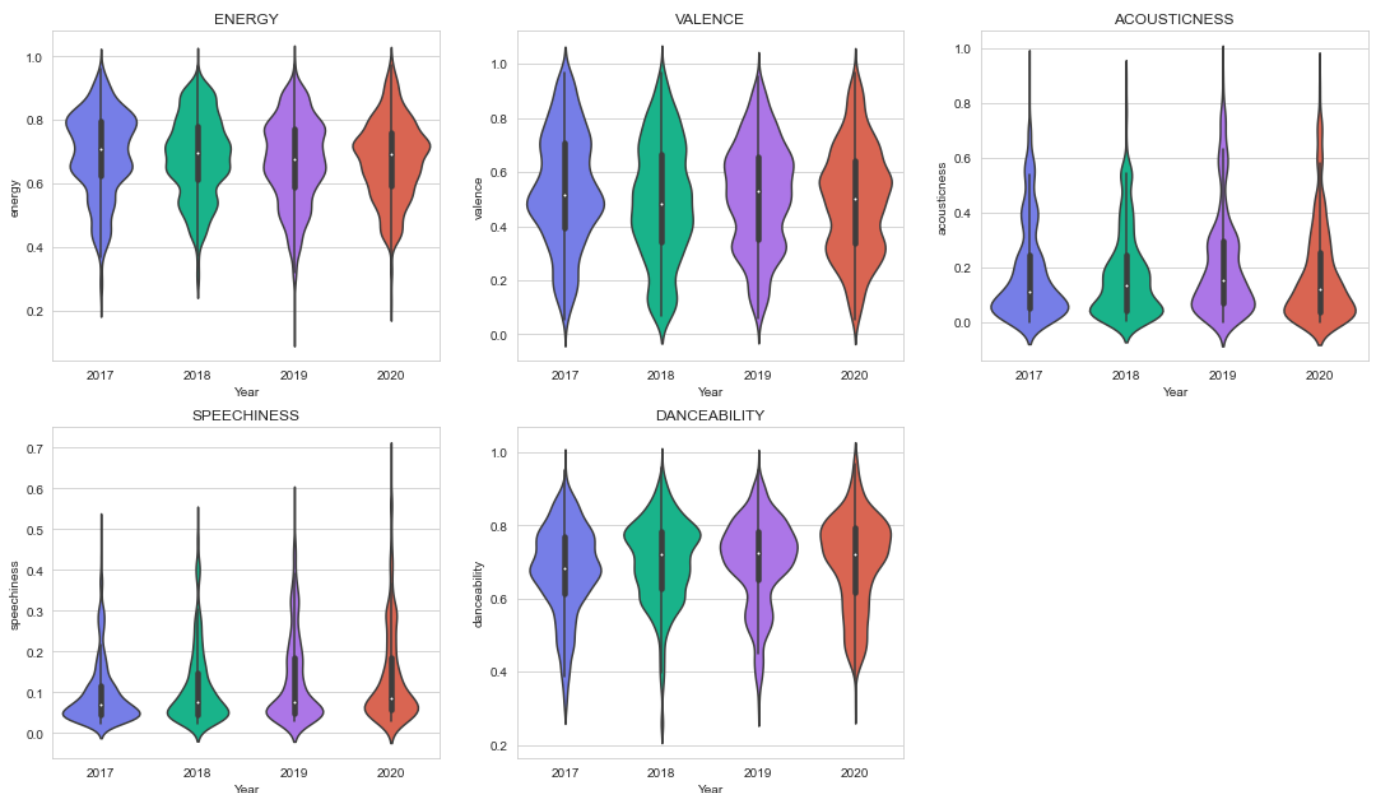 ENERGY
1.0
0.8
0.6
0.4
0.2
energy
2017 2018 2019 2020
Year
VALENCE
1.0
0.8
0.6
0.4
0.2
0.0
valence
2017 2018 2019 2020
Year
ACOUSTICNESS
1.0
0.8
0.6
0.4
0.2
0.0
acousticness
2017 2018 2019 2020
Year
SPEECHINESS
0.7
0.6
0.5
0.4
0.3
0.2
0.1
0.0
speechiness
2017 2018 2019 2020
Year
DANCEABILITY
1.0
0.8
0.6
0.4
0.2
danceability
2017 2018 2019 2020
Year